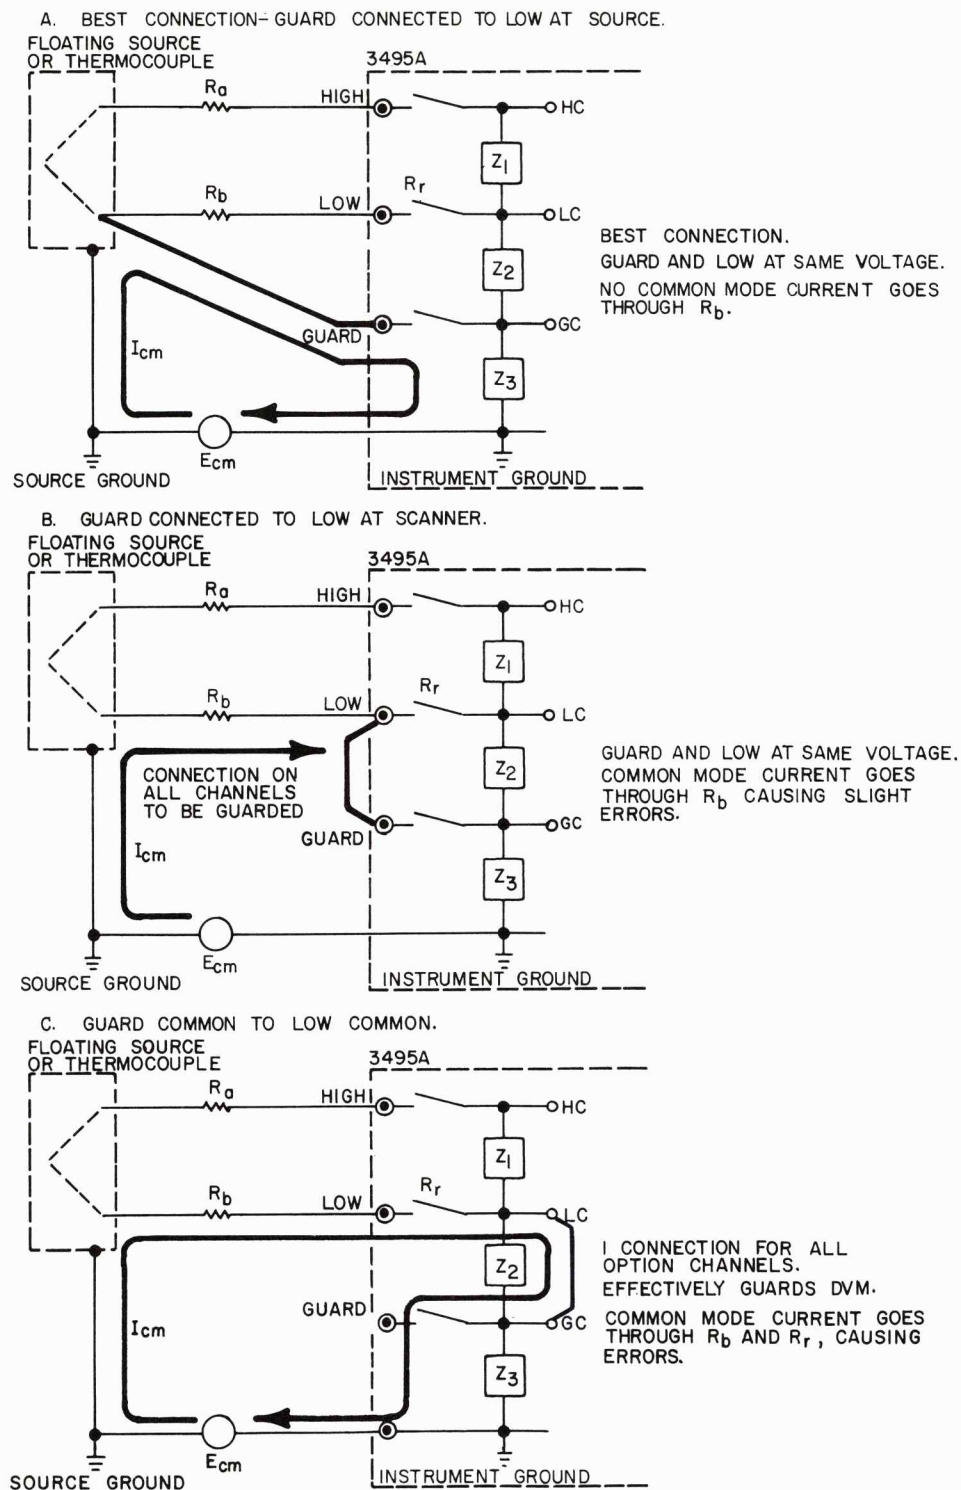 A. BEST CONNECTION-GUARD CONNECTED TO LOW AT SOURCE.
FLOATING SOURCE
OR THERMOCOUPLE
3495A
Ra
HIGH
HC
Z1
Rb
LOW
Rr
LC
BEST CONNECTION.
GUARD AND LOW AT SAME VOLTAGE.
NO COMMON MODE CURRENT GOES
THROUGH Rb.
Z2
GUARD
GC
Icm
Z3
Ecm
SOURCE GROUND
INSTRUMENT GROUND
B. GUARD CONNECTED TO LOW AT SCANNER.
FLOATING SOURCE
OR THERMOCOUPLE
3495A
Ra
HIGH
HC
Z1
Rb
LOW
Rr
LC
CONNECTION ON
ALL CHANNELS
TO BE GUARDED
Z2
GUARD AND LOW AT SAME VOLTAGE.
COMMON MODE CURRENT GOES
THROUGH Rb CAUSING SLIGHT
ERRORS.
GUARD
GC
Icm
Z3
Ecm
SOURCE GROUND
INSTRUMENT GROUND
C. GUARD COMMON TO LOW COMMON.
FLOATING SOURCE
OR THERMOCOUPLE
3495A
Ra
HIGH
HC
Z1
Rb
LOW
Rr
LC
Z2
1 CONNECTION FOR ALL
OPTION CHANNELS.
EFFECTIVELY GUARDS DVM.
COMMON MODE CURRENT GOES
THROUGH Rb AND Rr, CAUSING
ERRORS.
GUARD
GC
Icm
Z3
Ecm
SOURCE GROUND
INSTRUMENT GROUND